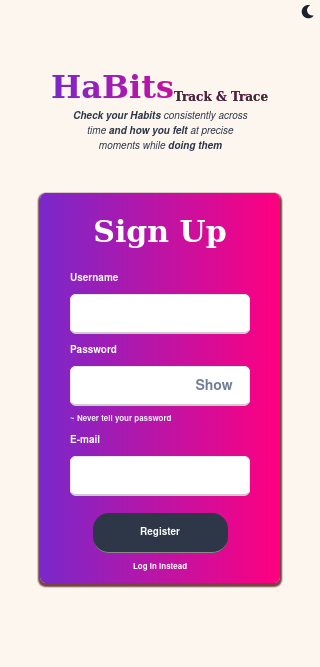 HaBits Track & Trace
Check your Habits consistently across
time and how you felt at precise
moments while doing them
Sign Up
Username
Password
Show
~ Never tell your password
E-mail
Register
Log In instead